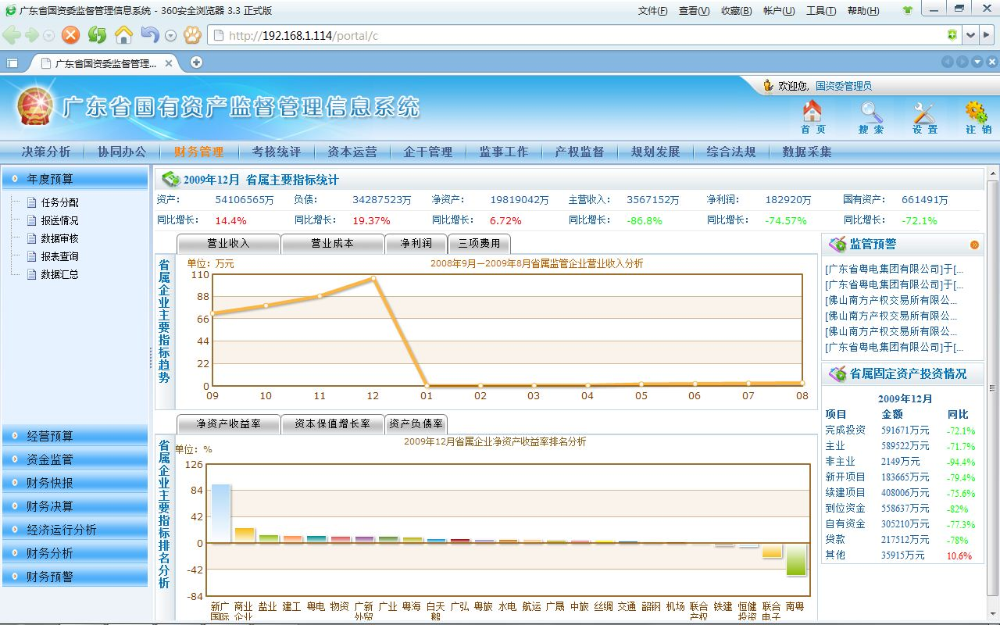 广东省国资委监督管理信息系统 - 360安全浏览器 3.3 正式版
文件(F) 查看(V) 收藏(B) 帐户(U) 工具(T) 帮助(H)
http://192.168.1.114/portal/c
广东省国资委监督管理...
欢迎您, 国资委管理员
广东省国有资产监督管理信息系统
首 页 搜 索 设 置 注 销
决策分析 协同办公 财务管理 考核统评 资本运营 企干管理 监事工作 产权监督 规划发展 综合法规 数据采集
年度预算
任务分配
报送情况
数据审核
报表查询
数据汇总
经营预算
资金监管
财务快报
财务决算
经济运行分析
财务分析
财务预警
2009年12月 省属主要指标统计
资产: 54106565万 负债: 34287523万 净资产: 19819042万 主营收入: 3567152万 净利润: 182920万 国有资产: 661491万
同比增长: 14.4% 同比增长: 19.37% 同比增长: 6.72% 同比增长: -86.8% 同比增长: -74.57% 同比增长: -72.1%
营业收入 营业成本 净利润 三项费用
省属企业主要指标趋势
单位: 万元
2008年9月—2009年8月省属监管企业营业收入分析
110
88
66
44
22
0
09 10 11 12 01 02 03 04 05 06 07 08
净资产收益率 资本保值增长率 资产负债率
省属企业主要指标排名分析
单位: %
2009年12月省属企业净资产收益率排名分析
126
84
42
0
-42
-84
新广国际 商业企业 盐业 建工 粤电 物资 广新外贸 广业 粤海 白天鹅 广弘 粤旅 水电 航运 广晟 中旅 丝绸 交通 韶钢 机场 联合产权 铁建 恒健投资 联合电子 南粤
监管预警
[广东省粤电集团有限公司]于[...
[广东省粤电集团有限公司]于[...
[佛山南方产权交易所有限公...
[佛山南方产权交易所有限公...
[佛山南方产权交易所有限公...
[广东省粤电集团有限公司]于[...
省属固定资产投资情况
2009年12月
项目 金额 同比
完成投资 591671万元 -72.1%
主业 589522万元 -71.7%
非主业 2149万元 -94.4%
新开项目 183665万元 -79.4%
续建项目 408006万元 -75.6%
到位资金 558637万元 -82%
自有资金 305210万元 -77.3%
贷款 217512万元 -78%
其他 35915万元 10.6%